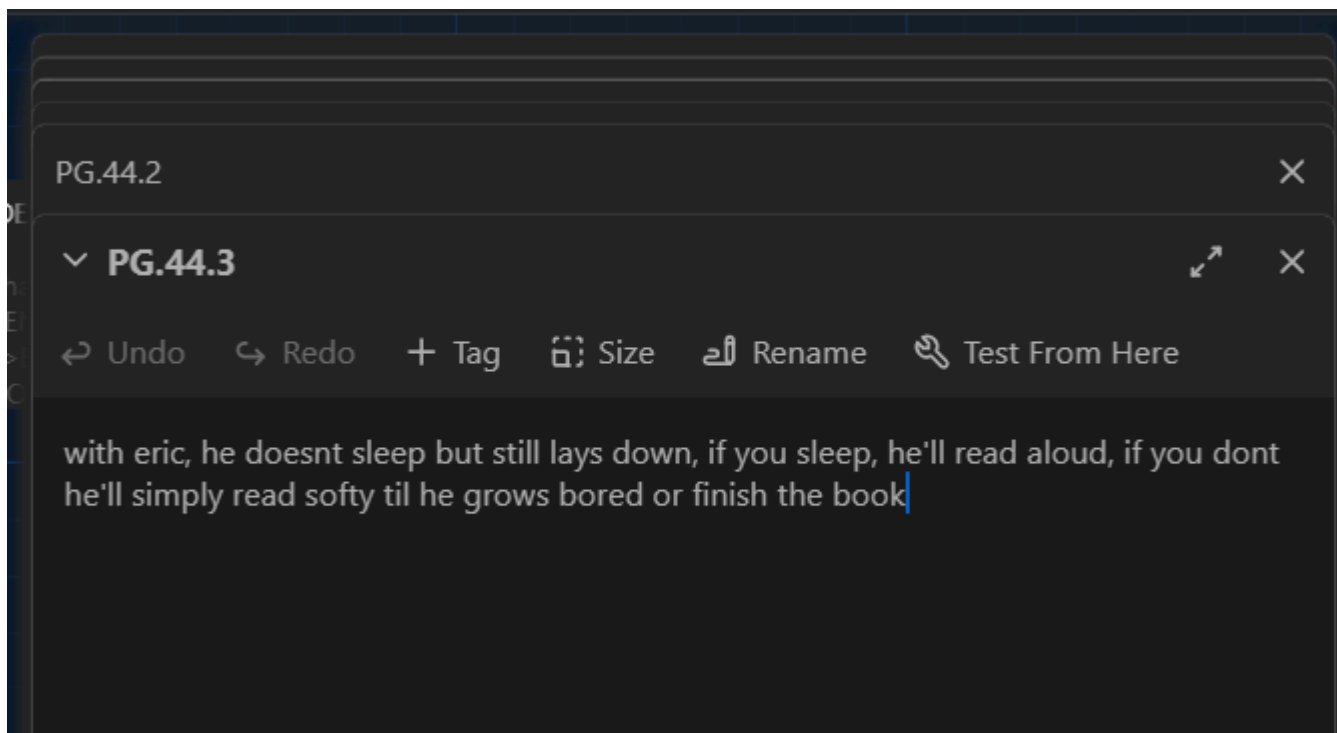 PG.44.2
PG.44.3
Undo Redo + Tag Size Rename Test From Here
with eric, he doesnt sleep but still lays down, if you sleep, he'll read aloud, if you dont
he'll simply read softy til he grows bored or finish the book